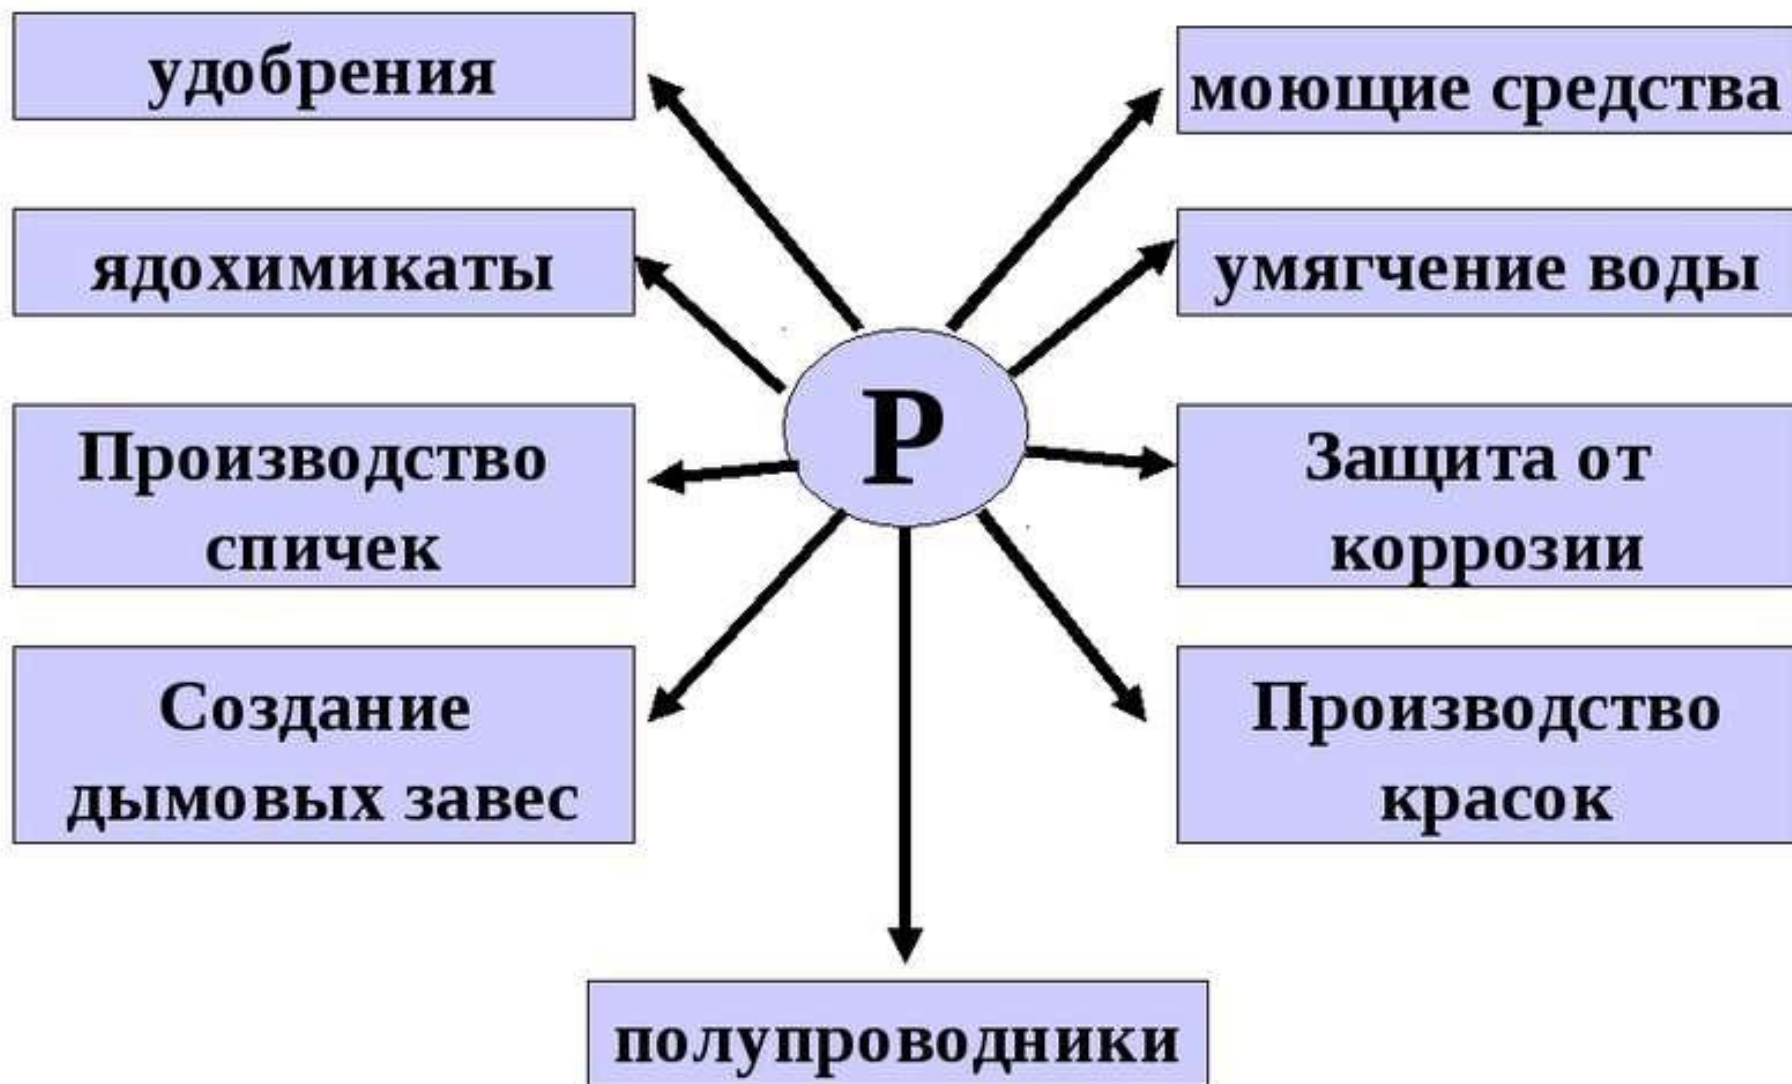 удобрения
моющие средства
ядохимикаты
умягчение воды
P
Производство
спичек
Защита от
коррозии
Создание
дымовых завес
Производство
красок
полупроводники